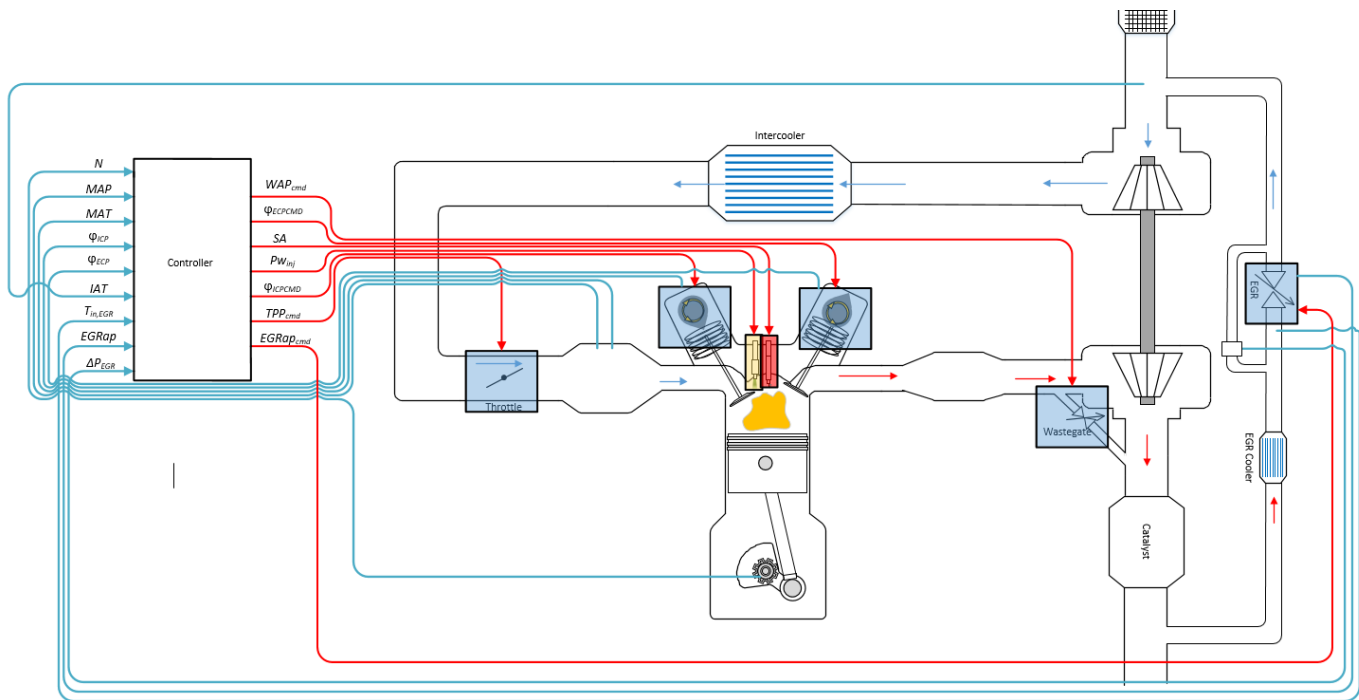 Intercooler
N
MAP
MAT
φICP
φECP
IAT
Tin,EGR
EGRap
ΔPEGR
Controller
WAPcmd
φECPCMD
SA
Pwinj
φICPCMD
TPPcmd
EGRapcmd
Throttle
Wastegate
EGR
EGR Cooler
Catalyst